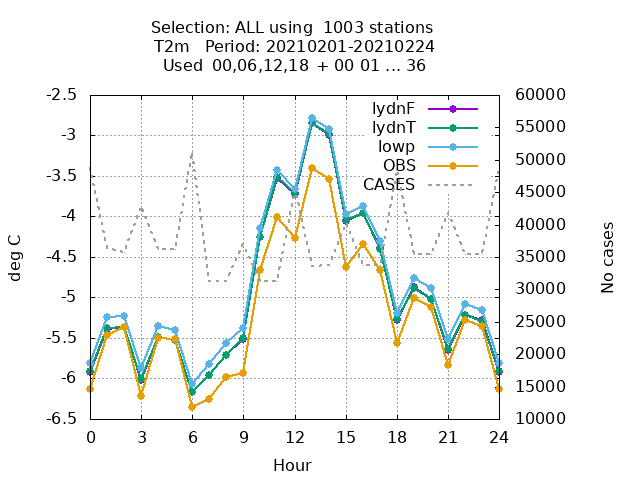 Selection: ALL using  1003 stations
T2m   Period: 20210201-20210224
Used  00,06,12,18 + 00 01 ... 36
-2.5
-3
-3.5
-4
-4.5
-5
-5.5
-6
-6.5
60000
55000
50000
45000
40000
35000
30000
25000
20000
15000
10000
lydnF
lydnT
lowp
OBS
CASES
deg C
No cases
0 3 6 9 12 15 18 21 24
Hour